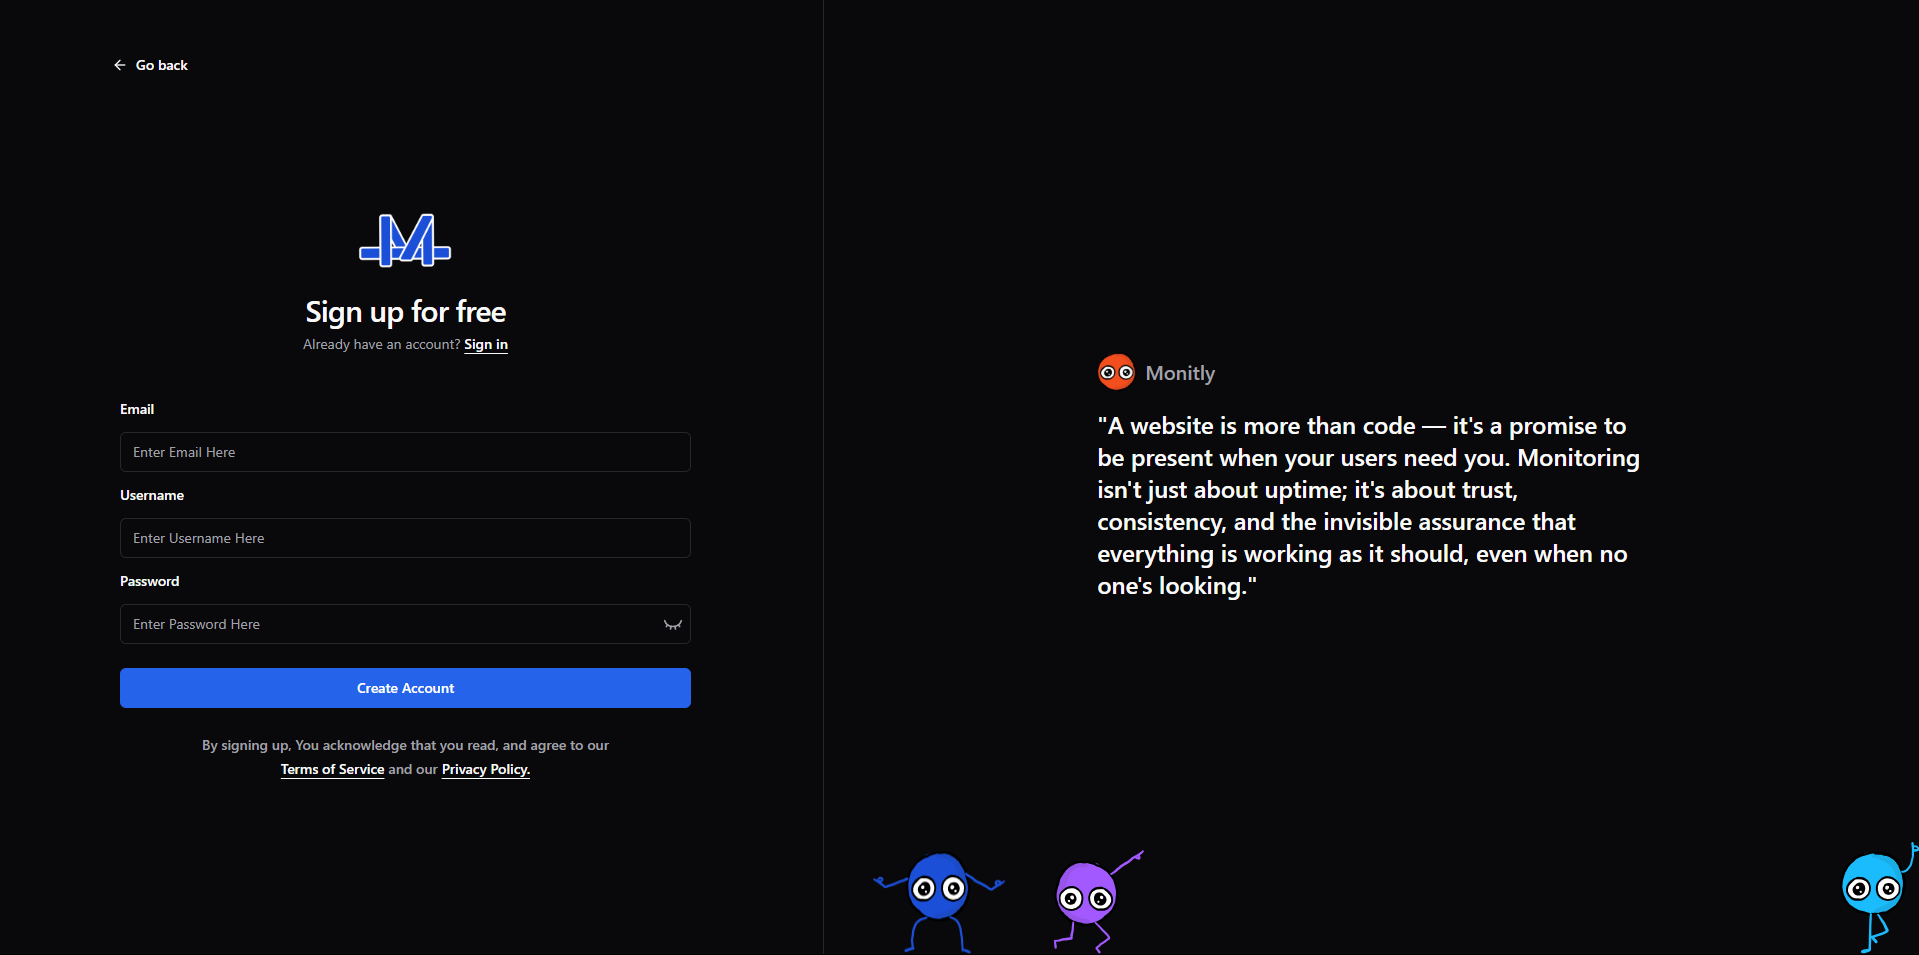 Go back
M
Sign up for free
Already have an account? Sign in
Email
Enter Email Here
Username
Enter Username Here
Password
Enter Password Here
Create Account
By signing up, You acknowledge that you read, and agree to our
Terms of Service and our Privacy Policy.
Monitly
"A website is more than code — it's a promise to
be present when your users need you. Monitoring
isn't just about uptime; it's about trust,
consistency, and the invisible assurance that
everything is working as it should, even when no
one's looking."